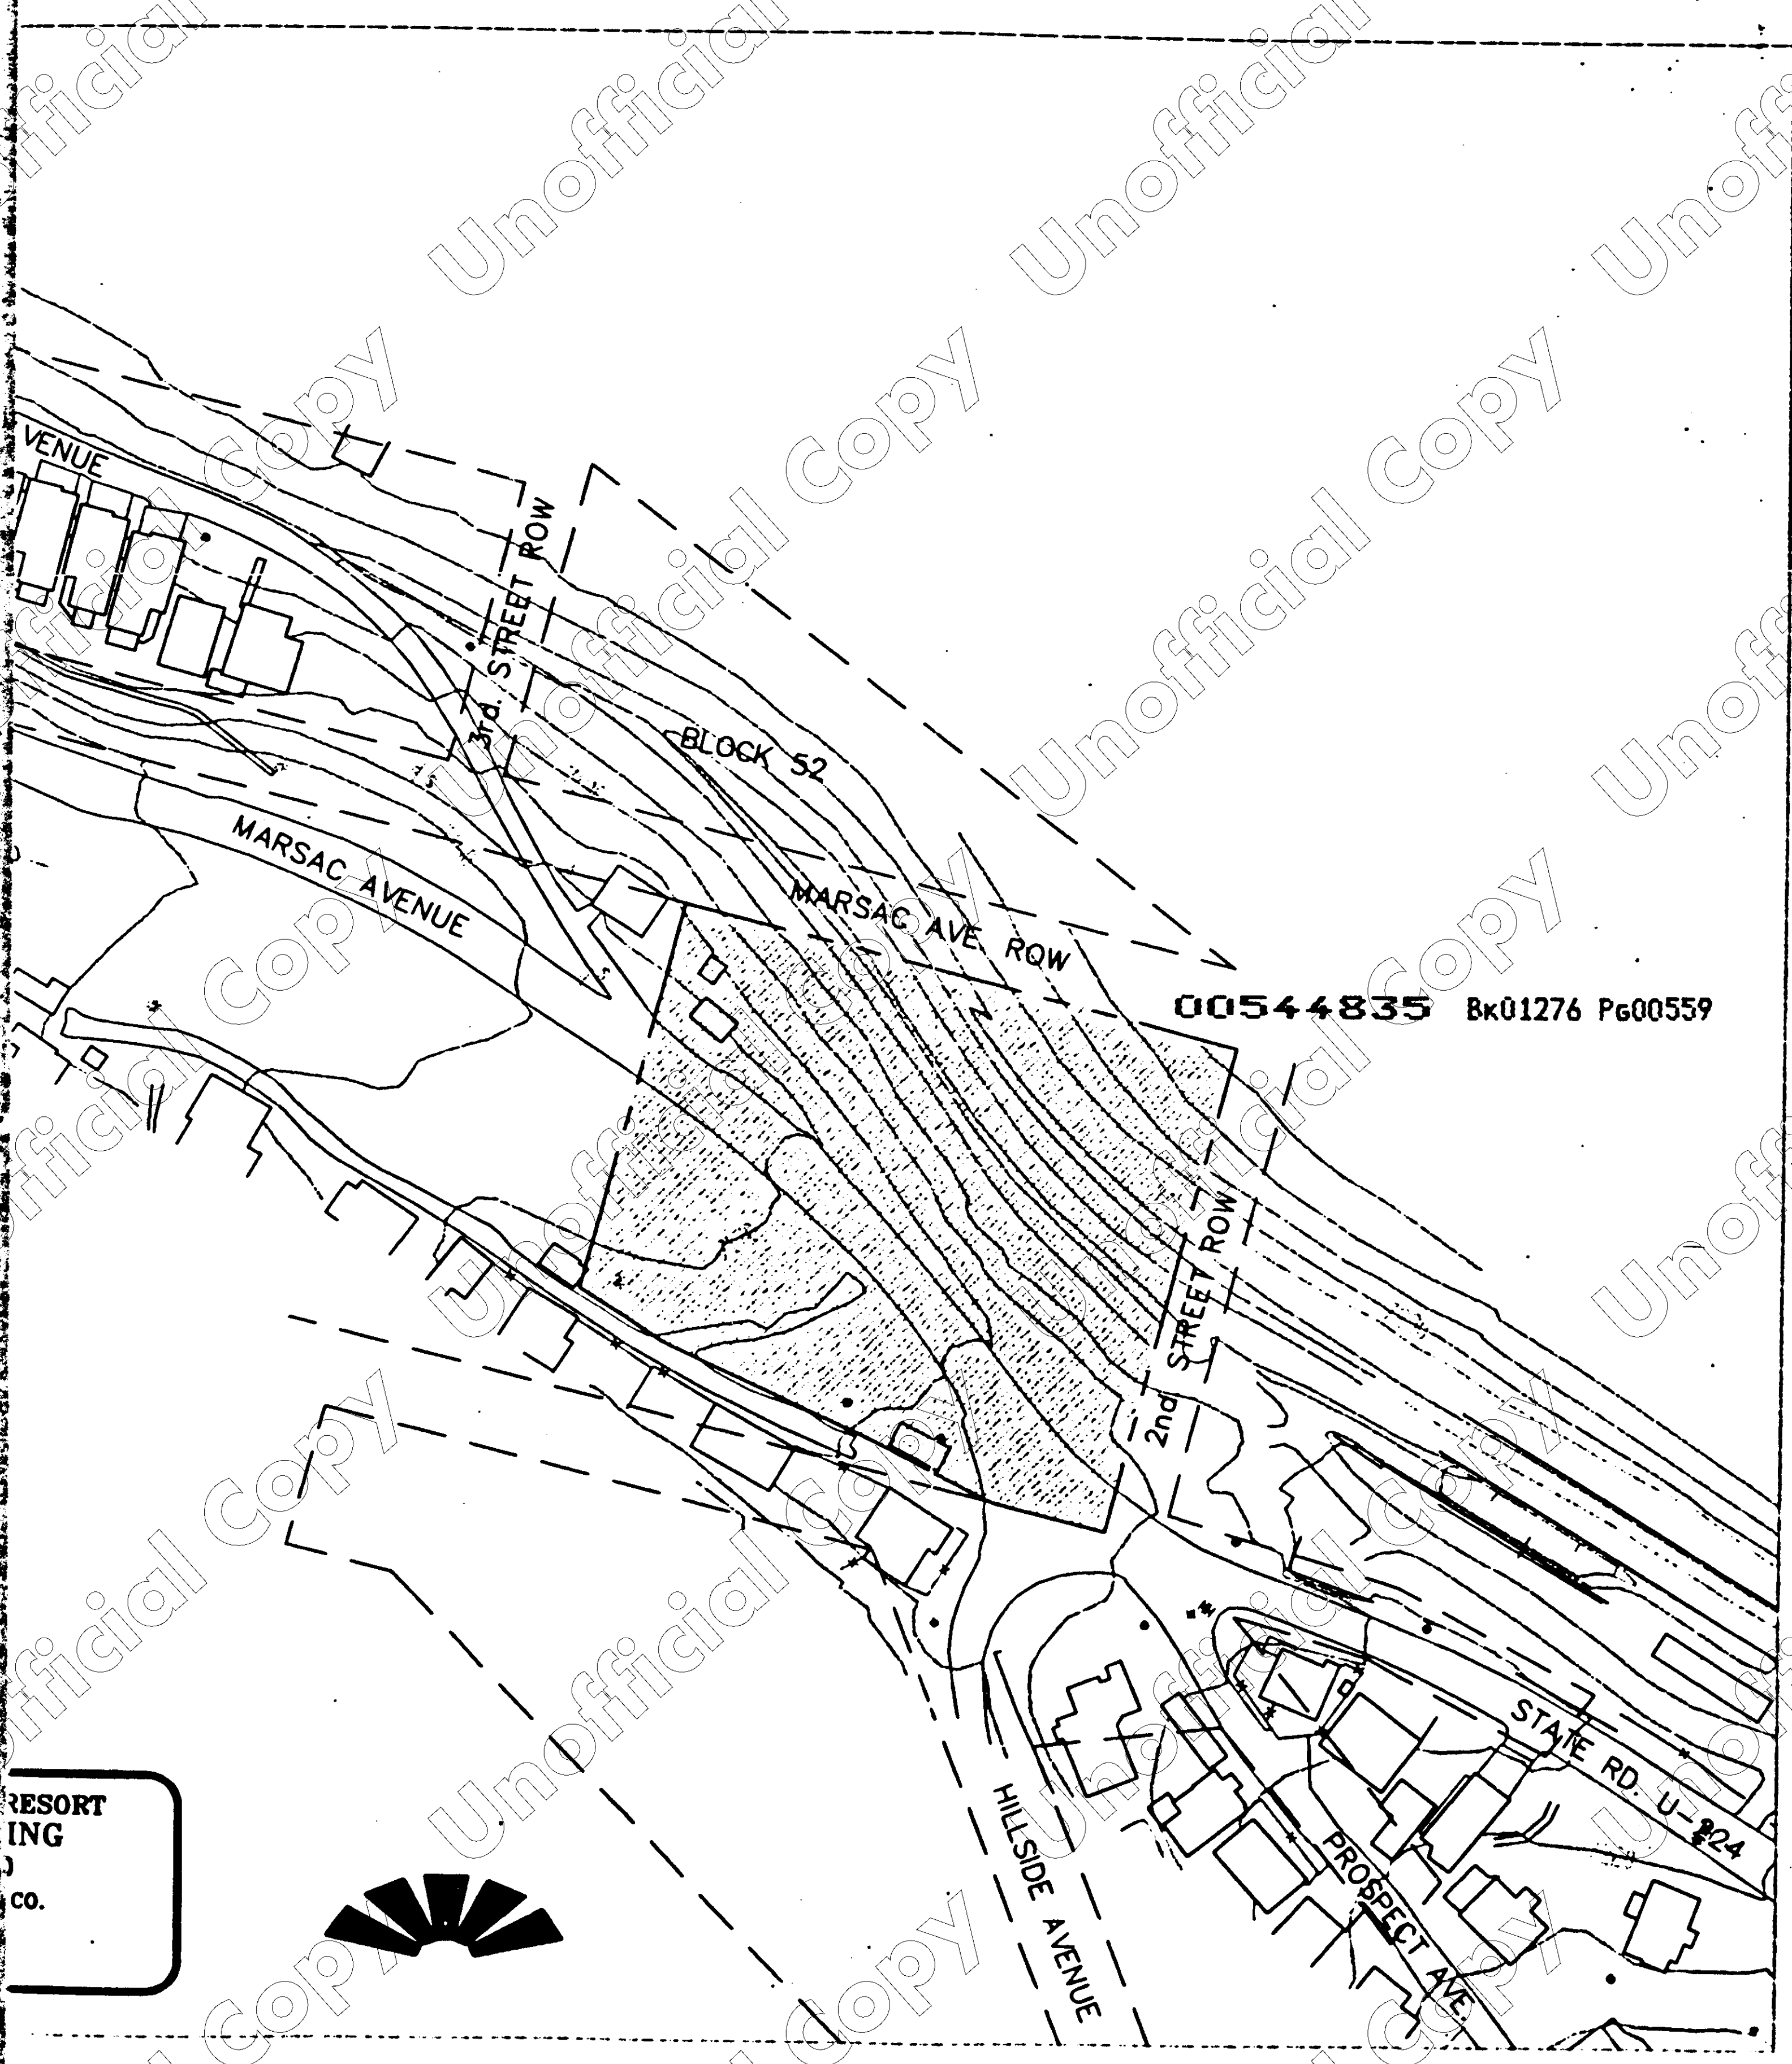 VENUE
3rd. STREET ROW
BLOCK 52
MARSAC AVENUE
MARSAC AVE. ROW
00544835 BK01276 PG00559
2nd STREET ROW
STATE RD. U-224
HILLSIDE AVENUE
PROSPECT AVE.
RESORT
ING
CO.
Unofficial Copy